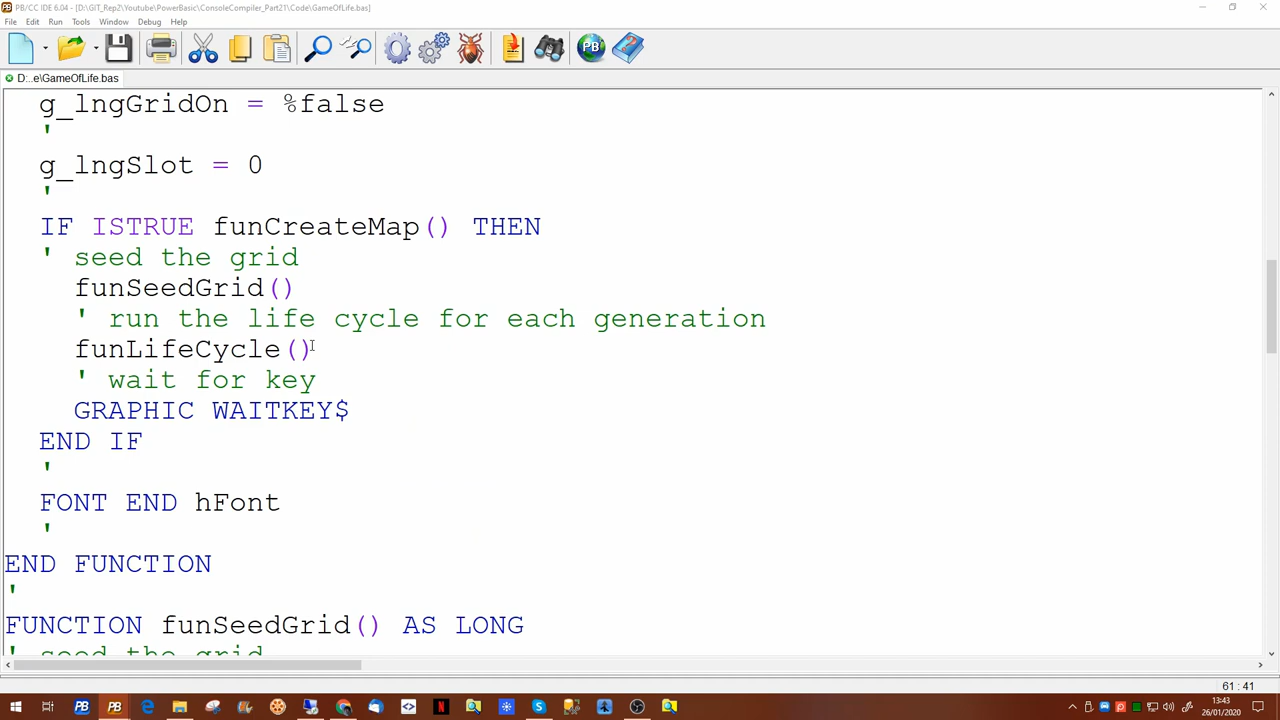 PB/CC IDE 6.04 - [D:\GIT_Rep2\Youtube\PowerBasic\ConsoleCompiler_Part21\Code\GameOfLife.bas]
File Edit Run Tools Window Debug Help
D:..e\GameOfLife.bas
g_lngGridOn = %false
'
g_lngSlot = 0
'
IF ISTRUE funCreateMap() THEN
' seed the grid
funSeedGrid()
' run the life cycle for each generation
funLifeCycle()
' wait for key
GRAPHIC WAITKEY$
END IF
'
FONT END hFont
'
END FUNCTION
'
FUNCTION funSeedGrid() AS LONG
' seed the grid
61: 41
13:43
26/01/2020